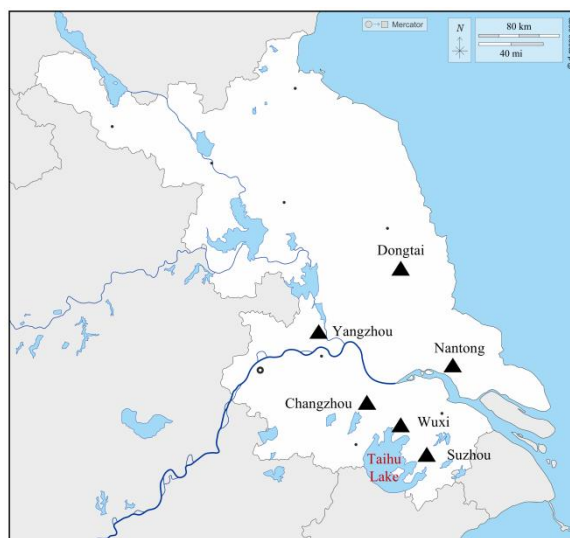 Mercator
N
80 km
40 mi
Dongtai
Yangzhou
Nantong
Changzhou
Wuxi
Taihu
Lake
Suzhou